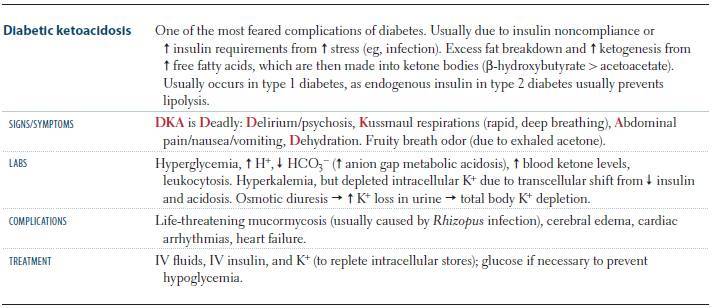 Diabetic ketoacidosis One of the most feared complications of diabetes. Usually due to insulin noncompliance or
↑ insulin requirements from ↑ stress (eg, infection). Excess fat breakdown and ↑ ketogenesis from
↑ free fatty acids, which are then made into ketone bodies (β-hydroxybutyrate > acetoacetate).
Usually occurs in type 1 diabetes, as endogenous insulin in type 2 diabetes usually prevents
lipolysis.
SIGNS/SYMPTOMS DKA is Deadly: Delirium/psychosis, Kussmaul respirations (rapid, deep breathing), Abdominal
pain/nausea/vomiting, Dehydration. Fruity breath odor (due to exhaled acetone).
LABS Hyperglycemia, ↑ H⁺, ↓ HCO₃⁻ (↑ anion gap metabolic acidosis), ↑ blood ketone levels,
leukocytosis. Hyperkalemia, but depleted intracellular K⁺ due to transcellular shift from ↓ insulin
and acidosis. Osmotic diuresis → ↑ K⁺ loss in urine → total body K⁺ depletion.
COMPLICATIONS Life-threatening mucormycosis (usually caused by Rhizopus infection), cerebral edema, cardiac
arrhythmias, heart failure.
TREATMENT IV fluids, IV insulin, and K⁺ (to replete intracellular stores); glucose if necessary to prevent
hypoglycemia.